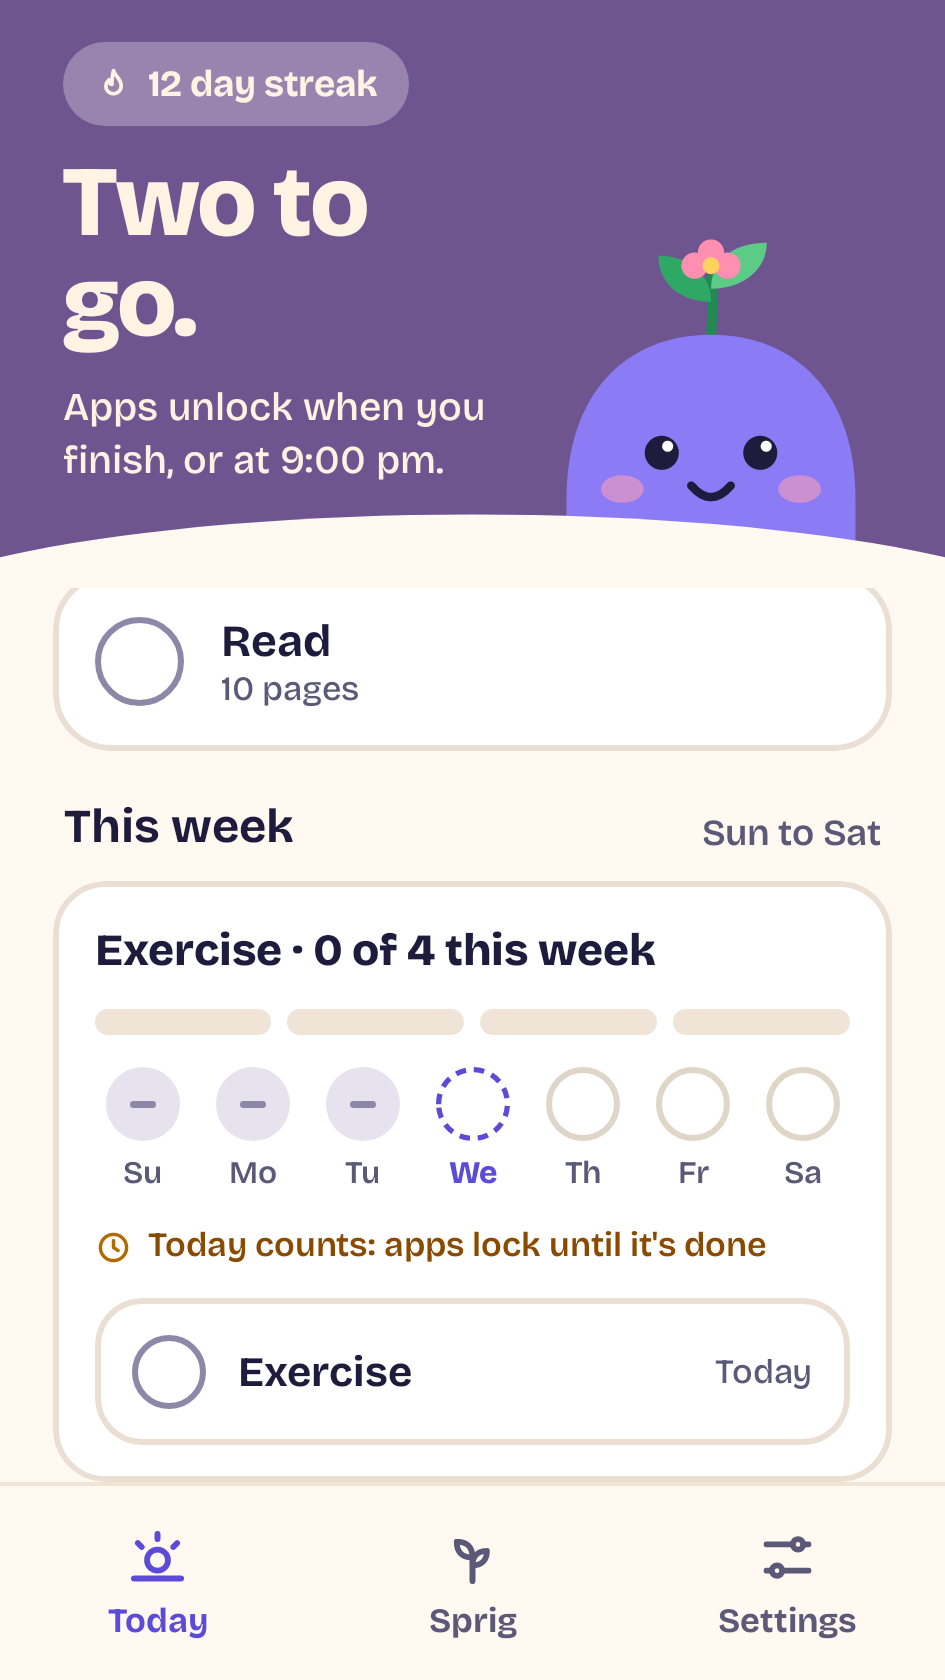 12 day streak
Two to
go.
Apps unlock when you
finish, or at 9:00 pm.
Read
10 pages
This week
Sun to Sat
Exercise · 0 of 4 this week
Su Mo Tu We Th Fr Sa
Today counts: apps lock until it's done
Exercise
Today
Today Sprig Settings